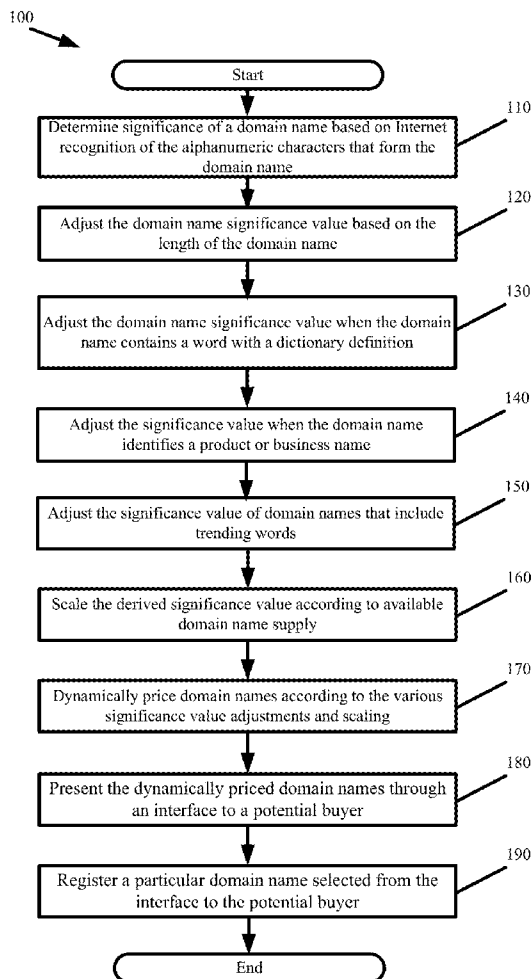 100
Start
110
Determine significance of a domain name based on Internet
recognition of the alphanumeric characters that form the
domain name
120
Adjust the domain name significance value based on the
length of the domain name
130
Adjust the domain name significance value when the domain
name contains a word with a dictionary definition
140
Adjust the significance value when the domain name
identifies a product or business name
150
Adjust the significance value of domain names that include
trending words
160
Scale the derived significance value according to available
domain name supply
170
Dynamically price domain names according to the various
significance value adjustments and scaling
180
Present the dynamically priced domain names through
an interface to a potential buyer
190
Register a particular domain name selected from the
interface to the potential buyer
End